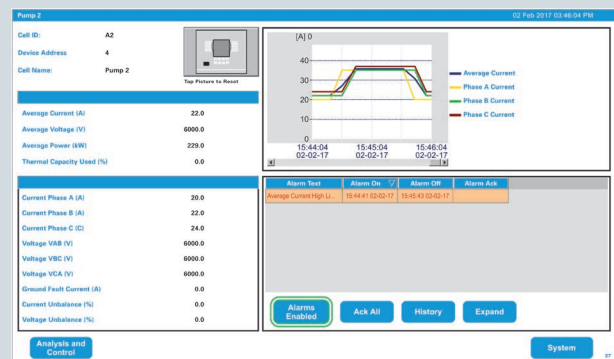 Pump 2
02 Feb 2017 03:46:04 PM
Cell ID: A2
Device Address 4
Cell Name: Pump 2
Tap Picture to Reset
Average Current (A) 22.0
Average Voltage (V) 6000.0
Average Power (kW) 229.0
Thermal Capacity Used (%) 0.0
[A] 0
40
30
20
10
0
15:44:04 15:45:04 15:46:04
02-02-17 02-02-17 02-02-17
Average Current
Phase A Current
Phase B Current
Phase C Current
Current Phase A (A) 20.0
Current Phase B (A) 22.0
Current Phase C (C) 24.0
Voltage VAB (V) 6000.0
Voltage VBC (V) 6000.0
Voltage VCA (V) 6000.0
Ground Fault Current (A) 0.0
Current Unbalance (%) 0.0
Voltage Unbalance (%) 0.0
Alarm Text Alarm On Alarm Off Alarm Ack
Average Current High Li... 15:44:41 02-02-17 15:45:43 02-02-17
Alarms
Enabled
Ack All
History
Expand
Analysis and
Control
System
37